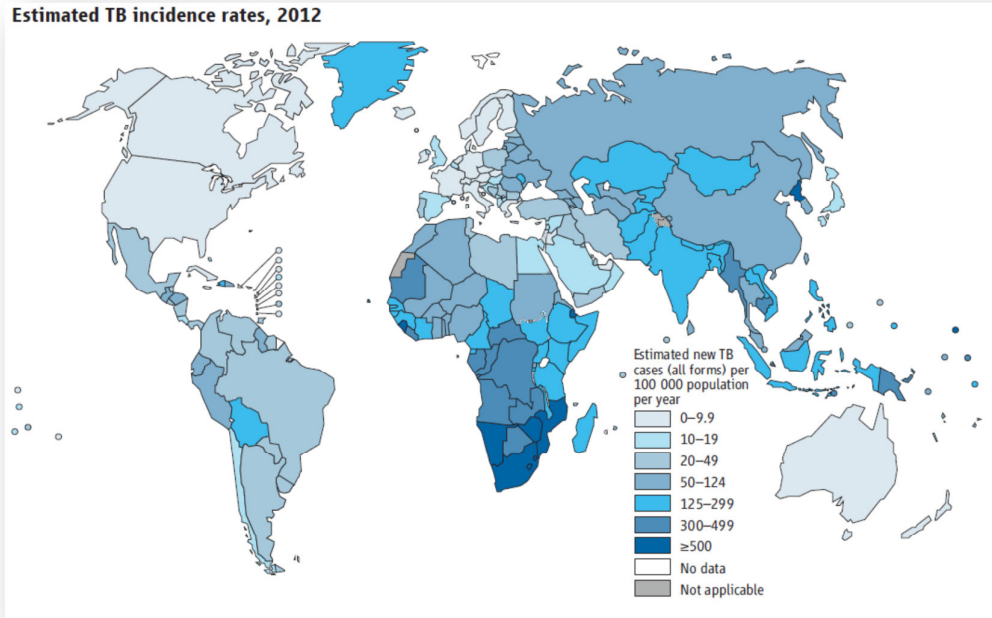 Estimated TB incidence rates, 2012
Estimated new TB
cases (all forms) per
100 000 population
per year
0–9.9
10–19
20–49
50–124
125–299
300–499
≥500
No data
Not applicable